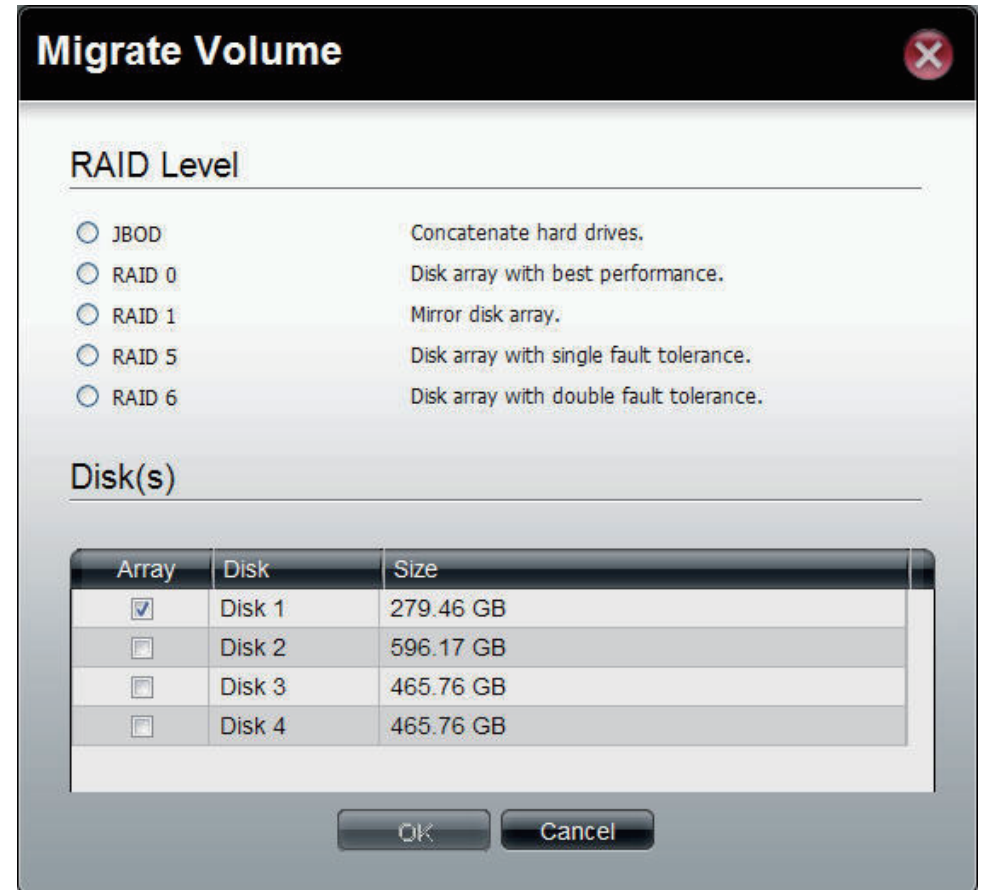 Migrate Volume
RAID Level
JBOD Concatenate hard drives.
RAID 0 Disk array with best performance.
RAID 1 Mirror disk array.
RAID 5 Disk array with single fault tolerance.
RAID 6 Disk array with double fault tolerance.
Disk(s)
Array Disk Size
Disk 1 279.46 GB
Disk 2 596.17 GB
Disk 3 465.76 GB
Disk 4 465.76 GB
OK Cancel